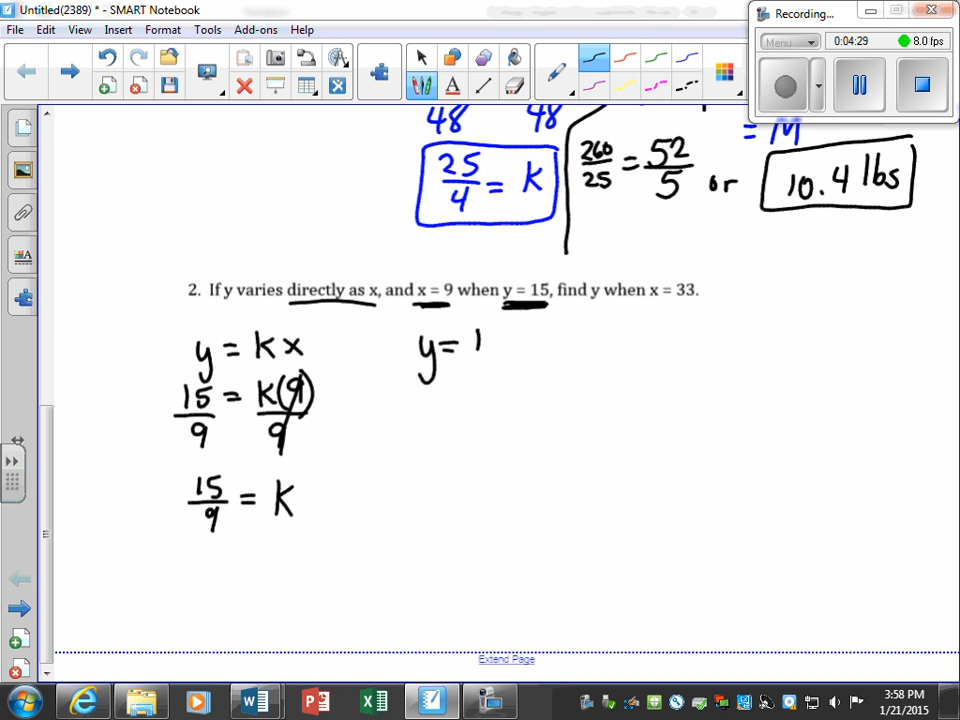 Untitled(2389) * - SMART Notebook
File Edit View Insert Format Tools Add-ons Help
Recording...
Menu
0:04:29
8.0 fps
48 48
25/4 = K
260/25 = 52/5 or
= M
10.4 lbs
2. If y varies directly as x, and x = 9 when y = 15, find y when x = 33.
y = kx
15/9 = k(9)/9
15/9 = K
y = 1
Extend Page
3:58 PM
1/21/2015